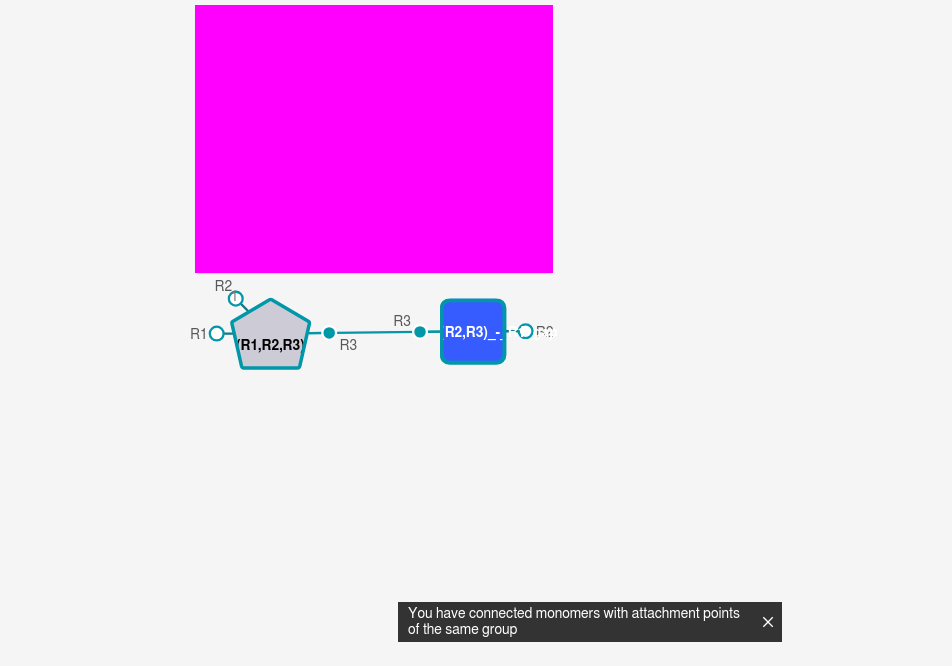 R2
R1
(R1,R2,R3)
R3
R3
R2,R3)_-_
You have connected monomers with attachment points
of the same group